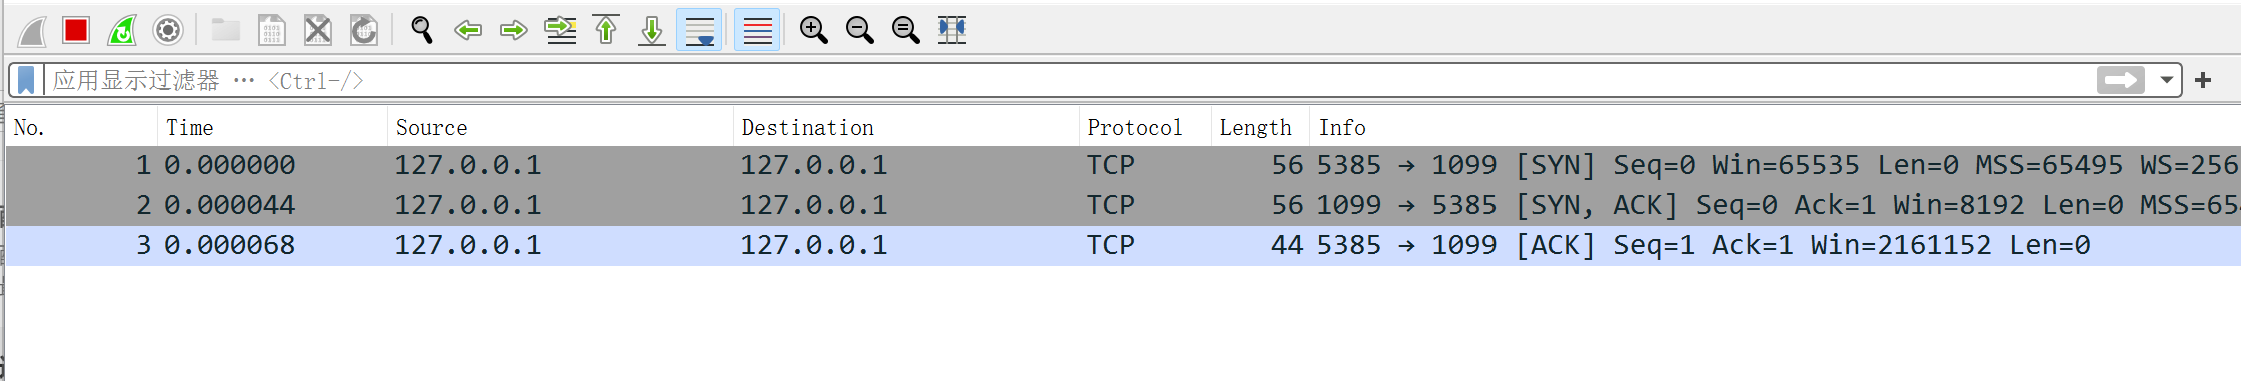 应用显示过滤器 … <Ctrl-/>
No. Time Source Destination Protocol Length Info
1 0.000000 127.0.0.1 127.0.0.1 TCP 56 5385 → 1099 [SYN] Seq=0 Win=65535 Len=0 MSS=65495 WS=256
2 0.000044 127.0.0.1 127.0.0.1 TCP 56 1099 → 5385 [SYN, ACK] Seq=0 Ack=1 Win=8192 Len=0 MSS=654
3 0.000068 127.0.0.1 127.0.0.1 TCP 44 5385 → 1099 [ACK] Seq=1 Ack=1 Win=2161152 Len=0